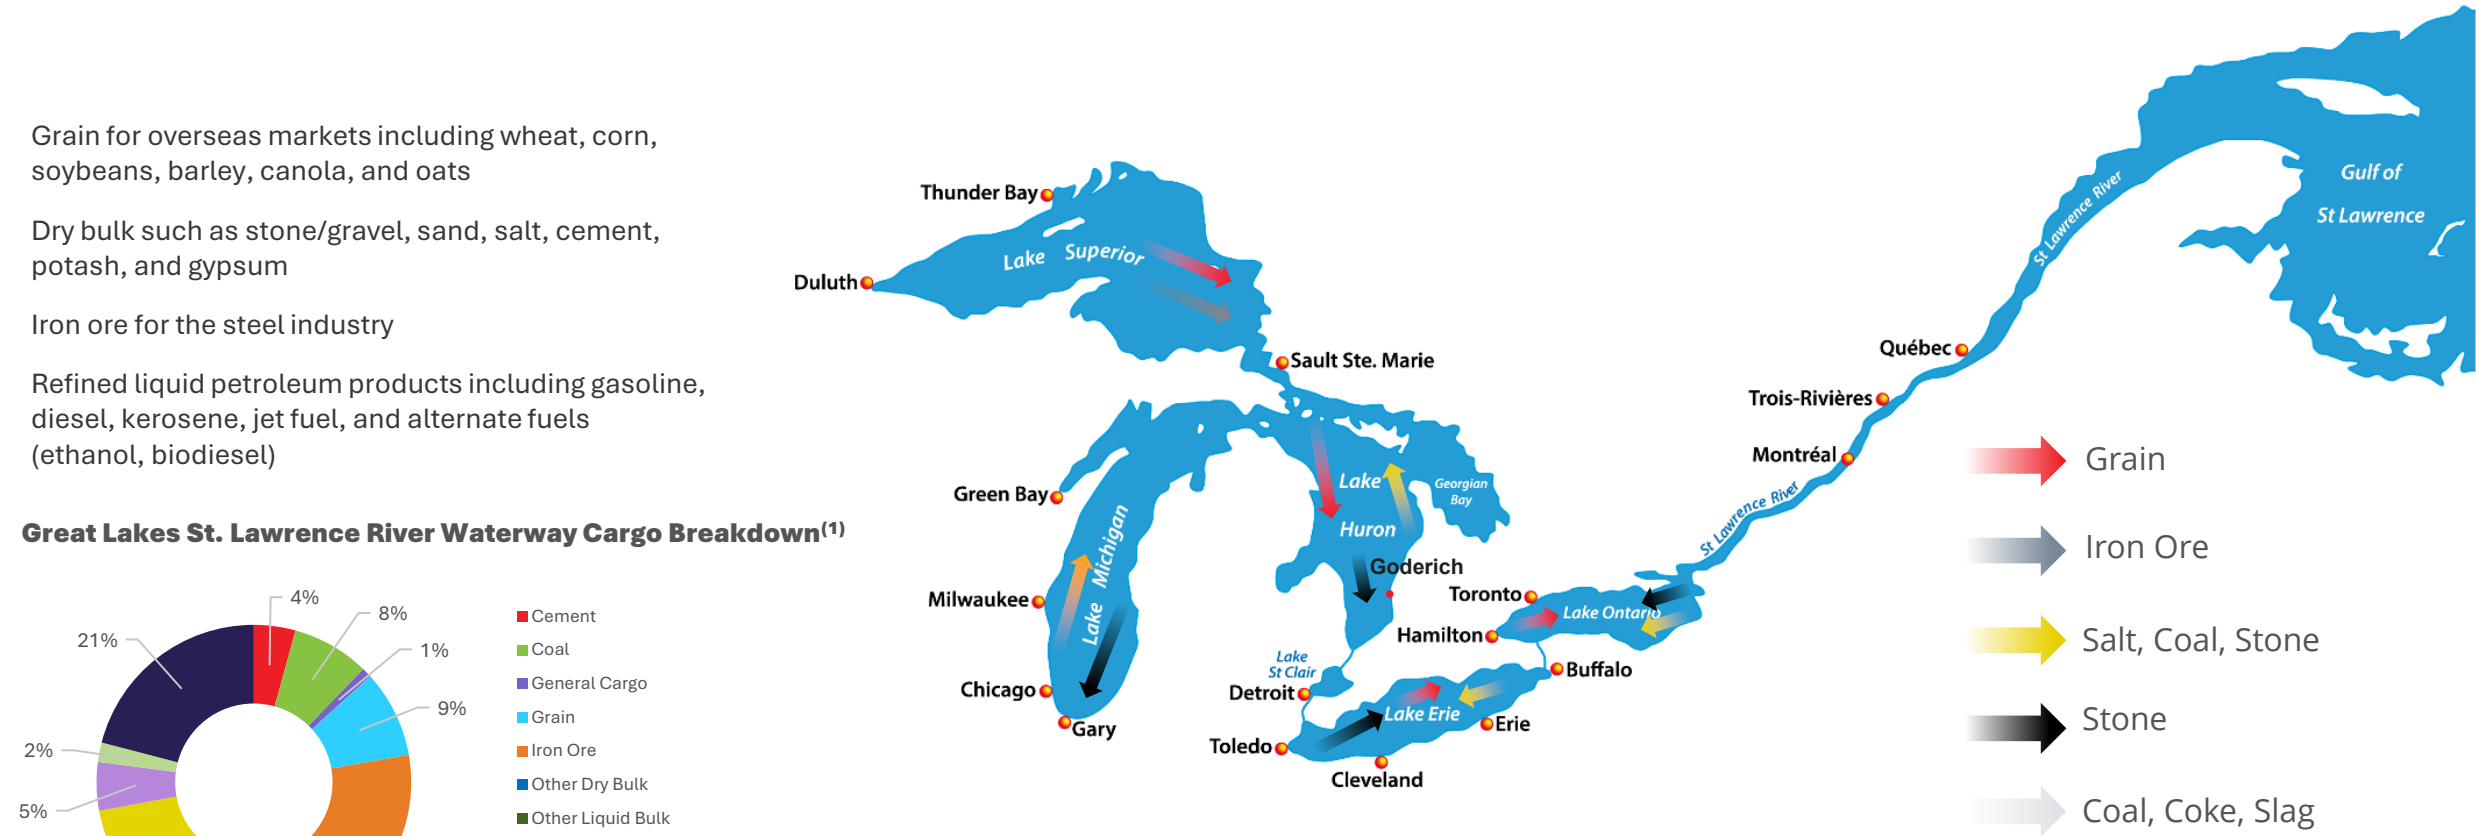 Grain for overseas markets including wheat, corn,
soybeans, barley, canola, and oats
Dry bulk such as stone/gravel, sand, salt, cement,
potash, and gypsum
Iron ore for the steel industry
Refined liquid petroleum products including gasoline,
diesel, kerosene, jet fuel, and alternate fuels
(ethanol, biodiesel)
Great Lakes St. Lawrence River Waterway Cargo Breakdown(1)
4%
8%
1%
9%
21%
2%
5%
Cement
Coal
General Cargo
Grain
Iron Ore
Other Dry Bulk
Other Liquid Bulk
Thunder Bay
Duluth
Lake Superior
Sault Ste. Marie
Green Bay
Milwaukee
Chicago
Gary
Lake Michigan
Lake
Huron
Georgian
Bay
Goderich
Lake
St Clair
Detroit
Toledo
Cleveland
Lake Erie
Erie
Buffalo
Toronto
Hamilton
Lake Ontario
St Lawrence River
Montréal
Trois-Rivières
Québec
St Lawrence River
Gulf of
St Lawrence
Grain
Iron Ore
Salt, Coal, Stone
Stone
Coal, Coke, Slag